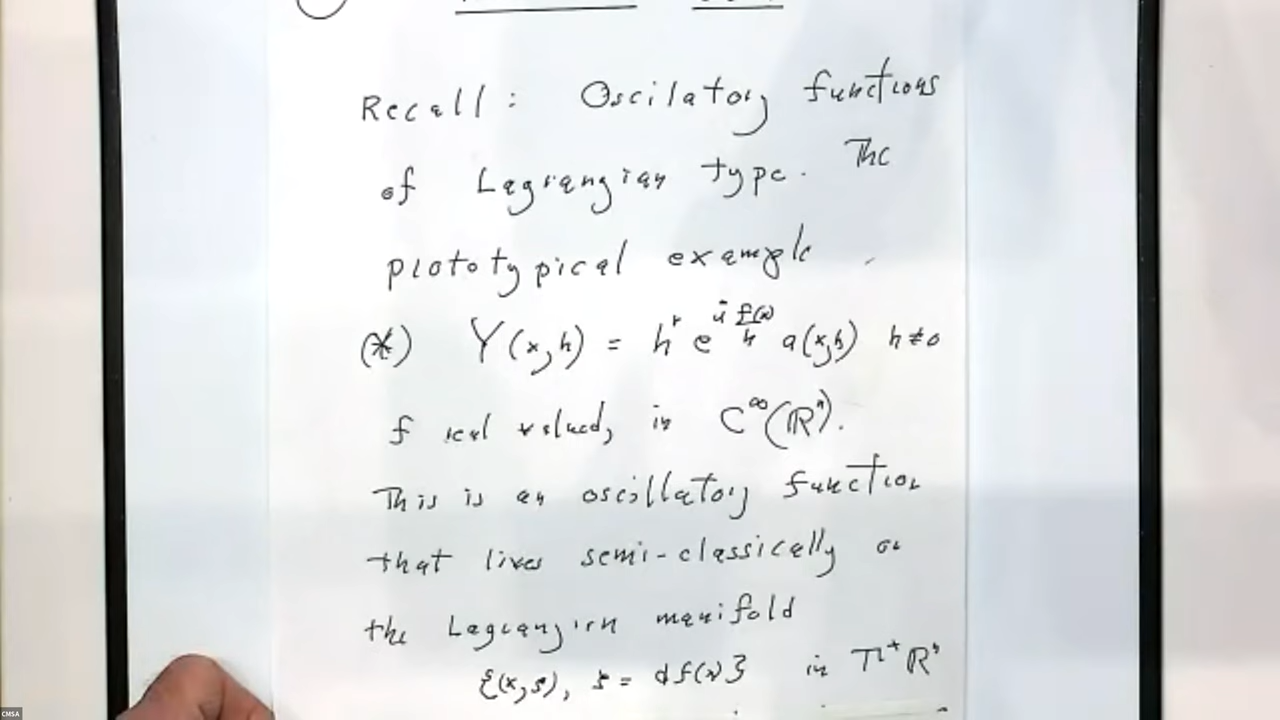 Recall : Oscilatory functions
of Lagrangian type. The
prototypical example
(*) Υ(x,h) = h^r e^{i f(x)/h} a(x,h) h≠0
f real valued, in C^∞(ℝ^n).
This is an oscillatory function
that lives semi-classically on
the Lagrangian manifold
{(x,ξ), ξ = df(x)} in T^*ℝ^n
CMSA